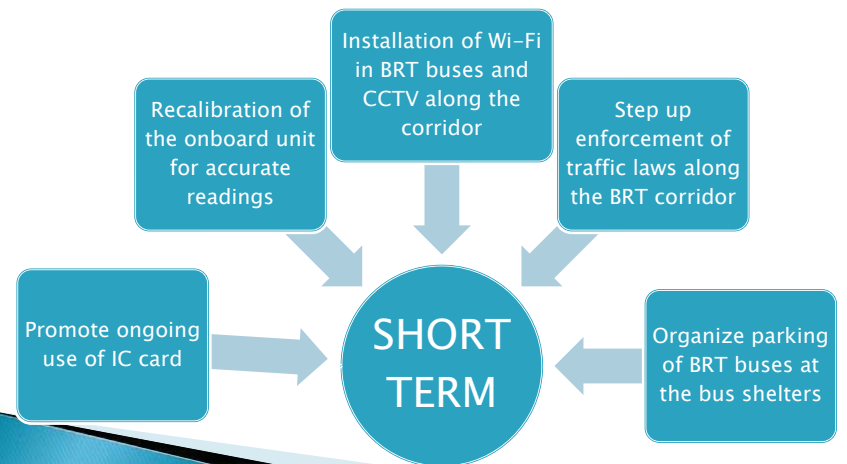 Installation of Wi-Fi
in BRT buses and
CCTV along the
corridor
Recalibration of
the onboard unit
for accurate
readings
Step up
enforcement of
traffic laws along
the BRT corridor
Promote ongoing
use of IC card
SHORT
TERM
Organize parking
of BRT buses at
the bus shelters